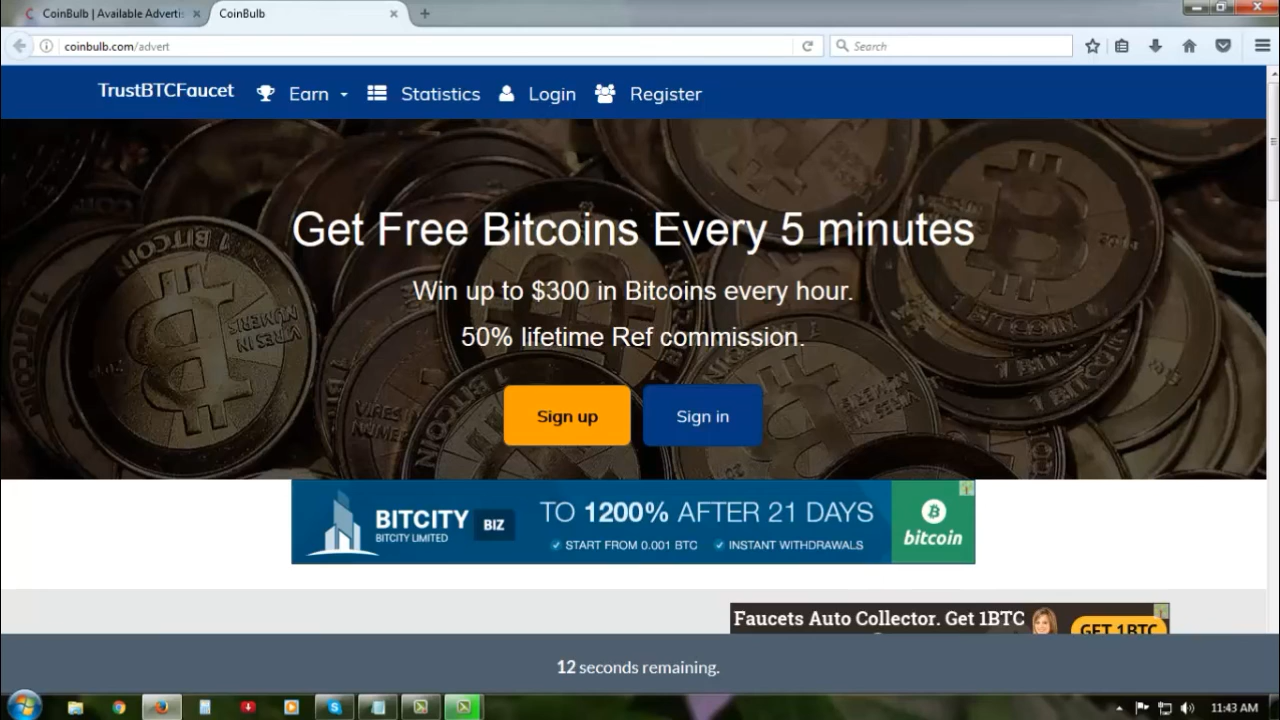 CoinBulb | Available Adverti
CoinBulb
coinbulb.com/advert
Search
TrustBTCFaucet
Earn
Statistics
Login
Register
Get Free Bitcoins Every 5 minutes
Win up to $300 in Bitcoins every hour.
50% lifetime Ref commission.
Sign up
Sign in
BITCITY BIZ
BITCITY LIMITED
TO 1200% AFTER 21 DAYS
START FROM 0.001 BTC
INSTANT WITHDRAWALS
bitcoin
Faucets Auto Collector. Get 1BTC
GET 1BTC
12 seconds remaining.
11:43 AM